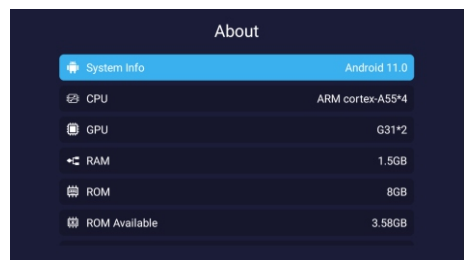 About
System Info Android 11.0
CPU ARM cortex-A55*4
GPU G31*2
RAM 1.5GB
ROM 8GB
ROM Available 3.58GB